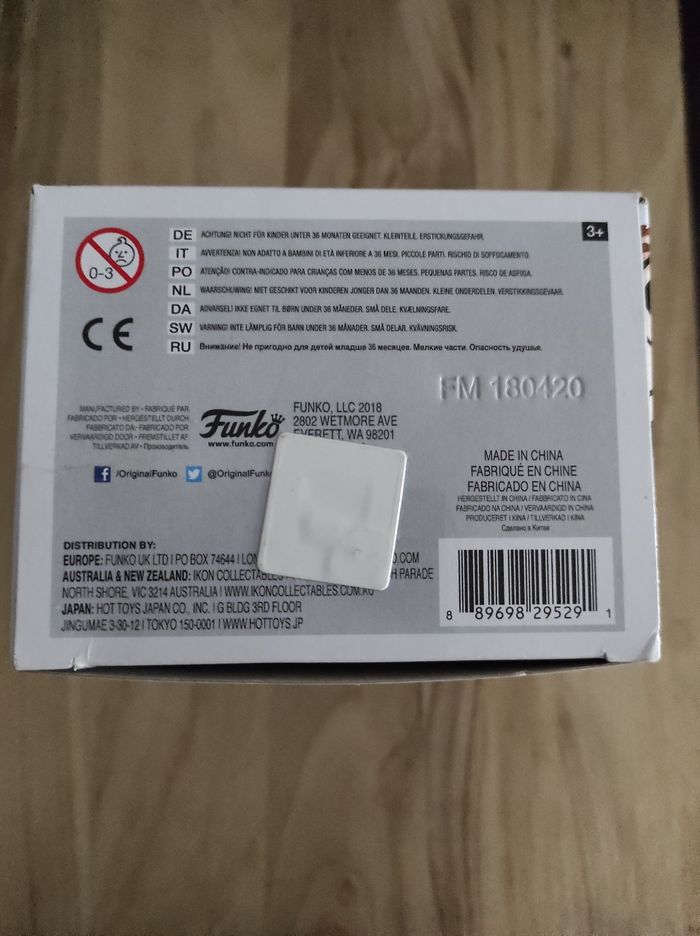 0-3
DE ACHTUNG! NICHT FÜR KINDER UNTER 36 MONATEN GEEIGNET. KLEINTEILE. ERSTICKUNGSGEFAHR.
3+
IT AVVERTENZA! NON ADATTO A BAMBINI DI ETÀ INFERIORE A 36 MESI. PICCOLE PARTI. RISCHIO DI SOFFOCAMENTO.
PO ATENÇÃO! CONTRA-INDICADO PARA CRIANÇAS COM MENOS DE 36 MESES. PEQUENAS PARTES. RISCO DE ASFIXIA.
NL WAARSCHUWING! NIET GESCHIKT VOOR KINDEREN JONGER DAN 36 MAANDEN. KLEINE ONDERDELEN. VERSTIKKINGSGEVAAR.
DA ADVARSEL! IKKE EGNET TIL BØRN UNDER 36 MÅNEDER. SMÅ DELE. KVÆLNINGSFARE.
SW VARNING! INTE LÄMPLIG FÖR BARN UNDER 36 MÅNADER. SMÅ DELAR. KVÄVNINGSRISK.
RU Внимание! Не пригодно для детей младше 36 месяцев. Мелкие части. Опасность удушья.
CE
FM 180420
MANUFACTURED BY • FABRIQUÉ PAR
FABRICADO POR • HERGESTELLT DURCH
FABBRICATO DA • FABRICADO POR
VERVAARDIGD DOOR • FREMSTILLET AF
TILLVERKAD AV • Производитель
Funko
www.funko.com
FUNKO, LLC 2018
2802 WETMORE AVE
EVERETT, WA 98201
/OriginalFunko @OriginalFunk
MADE IN CHINA
FABRIQUÉ EN CHINE
FABRICADO EN CHINA
HERGESTELLT IN CHINA / FABBRICATO IN CINA
FABRICADO NA CHINA / VERVAARDIGD IN CHINA
PRODUCERET I KINA / TILLVERKAD I KINA
Сделано в Китае
DISTRIBUTION BY:
EUROPE: FUNKO UK LTD I PO BOX 74644 I LON .COM
AUSTRALIA & NEW ZEALAND: IKON COLLECTABLES H PARADE
NORTH SHORE, VIC 3214 AUSTRALIA I WWW.IKONCOLLECTABLES.COM.AU
JAPAN: HOT TOYS JAPAN CO., INC. I G BLDG 3RD FLOOR
JINGUMAE 3-30-12 I TOKYO 150-0001 I WWW.HOTTOYS.JP
8 89698 29529 1